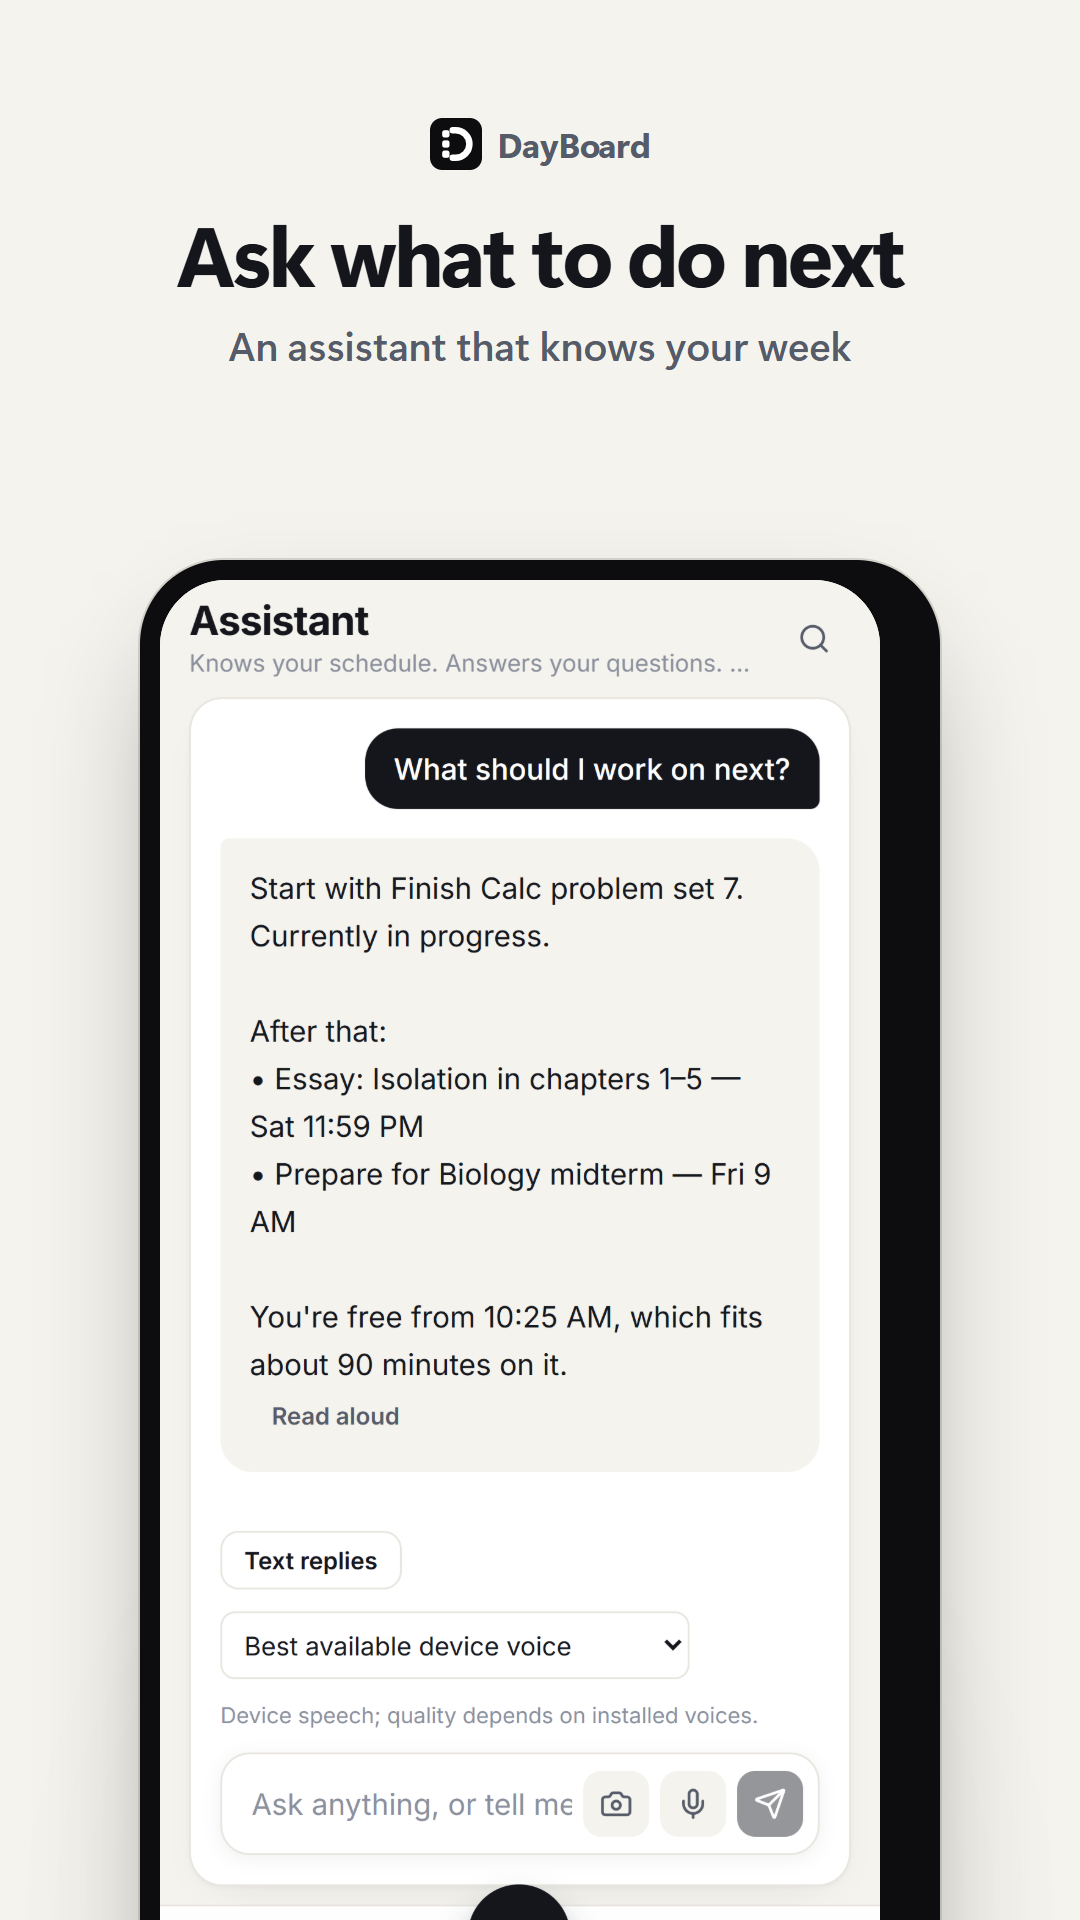 DayBoard
Ask what to do next
An assistant that knows your week
Assistant
Knows your schedule. Answers your questions. ...
What should I work on next?
Start with Finish Calc problem set 7.
Currently in progress.
After that:
• Essay: Isolation in chapters 1–5 —
Sat 11:59 PM
• Prepare for Biology midterm — Fri 9
AM
You're free from 10:25 AM, which fits
about 90 minutes on it.
Read aloud
Text replies
Best available device voice
Device speech; quality depends on installed voices.
Ask anything, or tell me